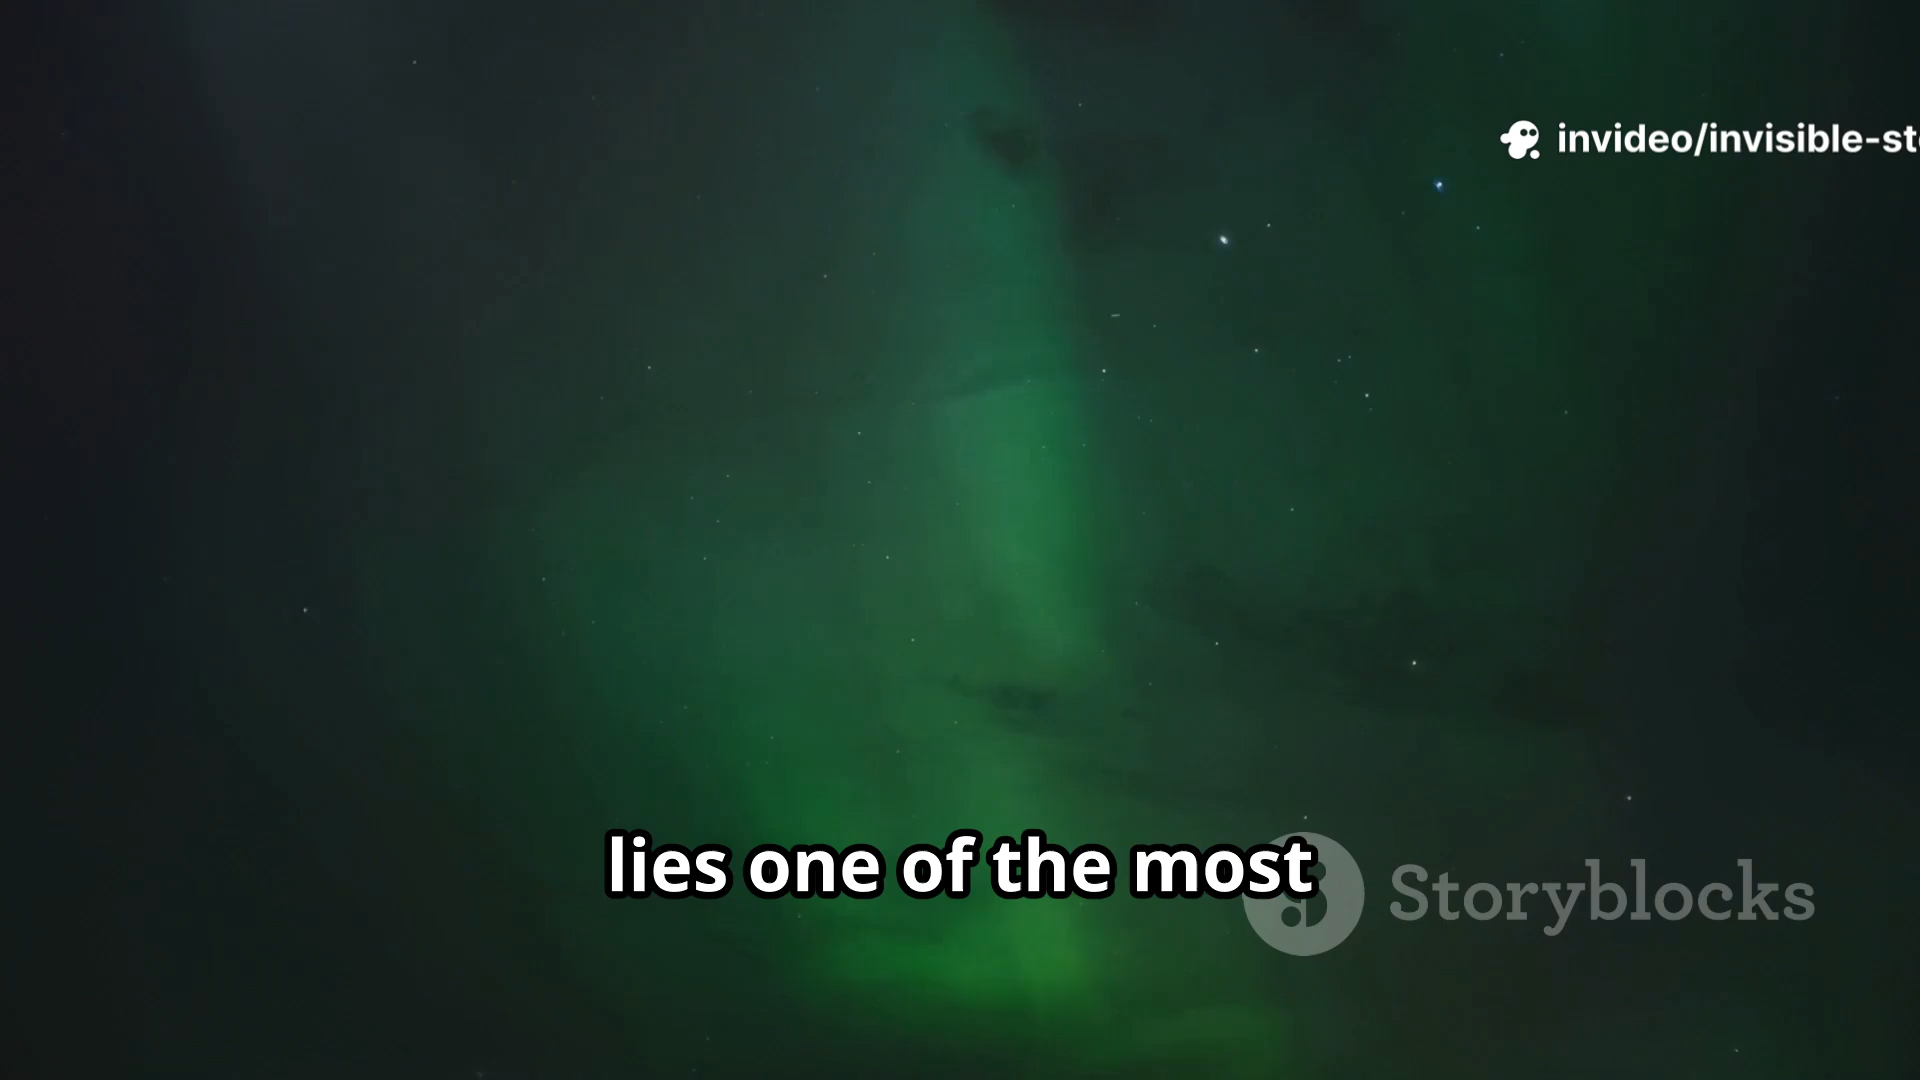 invideo/invisible-st
lies one of the most
Storyblocks